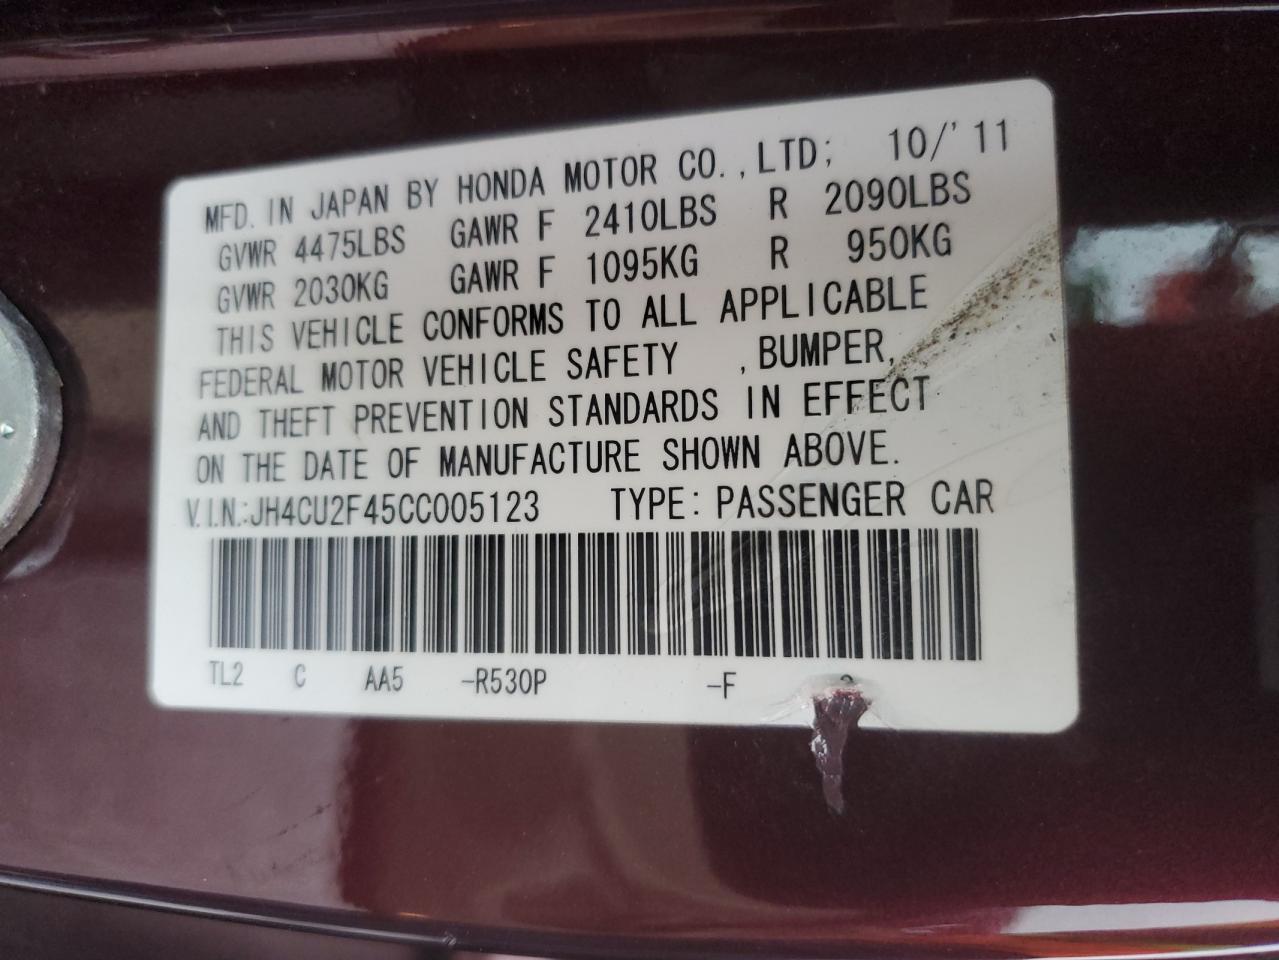 MFD. IN JAPAN BY HONDA MOTOR CO.,LTD; 10/'11
GVWR 4475LBS GAWR F 2410LBS R 2090LBS
GVWR 2030KG GAWR F 1095KG R 950KG
THIS VEHICLE CONFORMS TO ALL APPLICABLE
FEDERAL MOTOR VEHICLE SAFETY ,BUMPER,
AND THEFT PREVENTION STANDARDS IN EFFECT
ON THE DATE OF MANUFACTURE SHOWN ABOVE.
V.I.N.:JH4CU2F45CC005123 TYPE: PASSENGER CAR
TL2 C AA5 -R530P -F